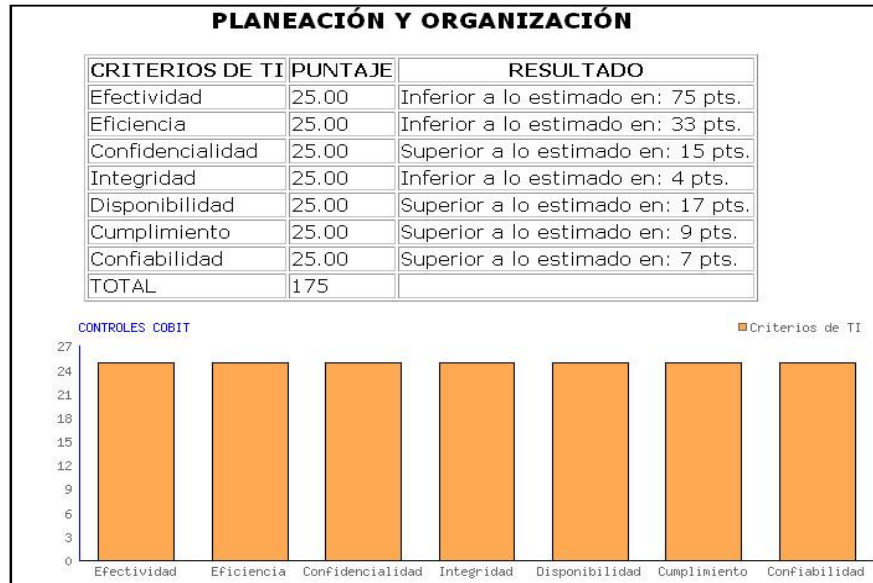 PLANEACIÓN Y ORGANIZACIÓN
CRITERIOS DE TI PUNTAJE RESULTADO
Efectividad 25.00 Inferior a lo estimado en: 75 pts.
Eficiencia 25.00 Inferior a lo estimado en: 33 pts.
Confidencialidad 25.00 Superior a lo estimado en: 15 pts.
Integridad 25.00 Inferior a lo estimado en: 4 pts.
Disponibilidad 25.00 Superior a lo estimado en: 17 pts.
Cumplimiento 25.00 Superior a lo estimado en: 9 pts.
Confiabilidad 25.00 Superior a lo estimado en: 7 pts.
TOTAL 175
CONTROLES COBIT Criterios de TI
27
24
21
18
15
12
9
6
3
0
Efectividad Eficiencia Confidencialidad Integridad Disponibilidad Cumplimiento Confiabilidad